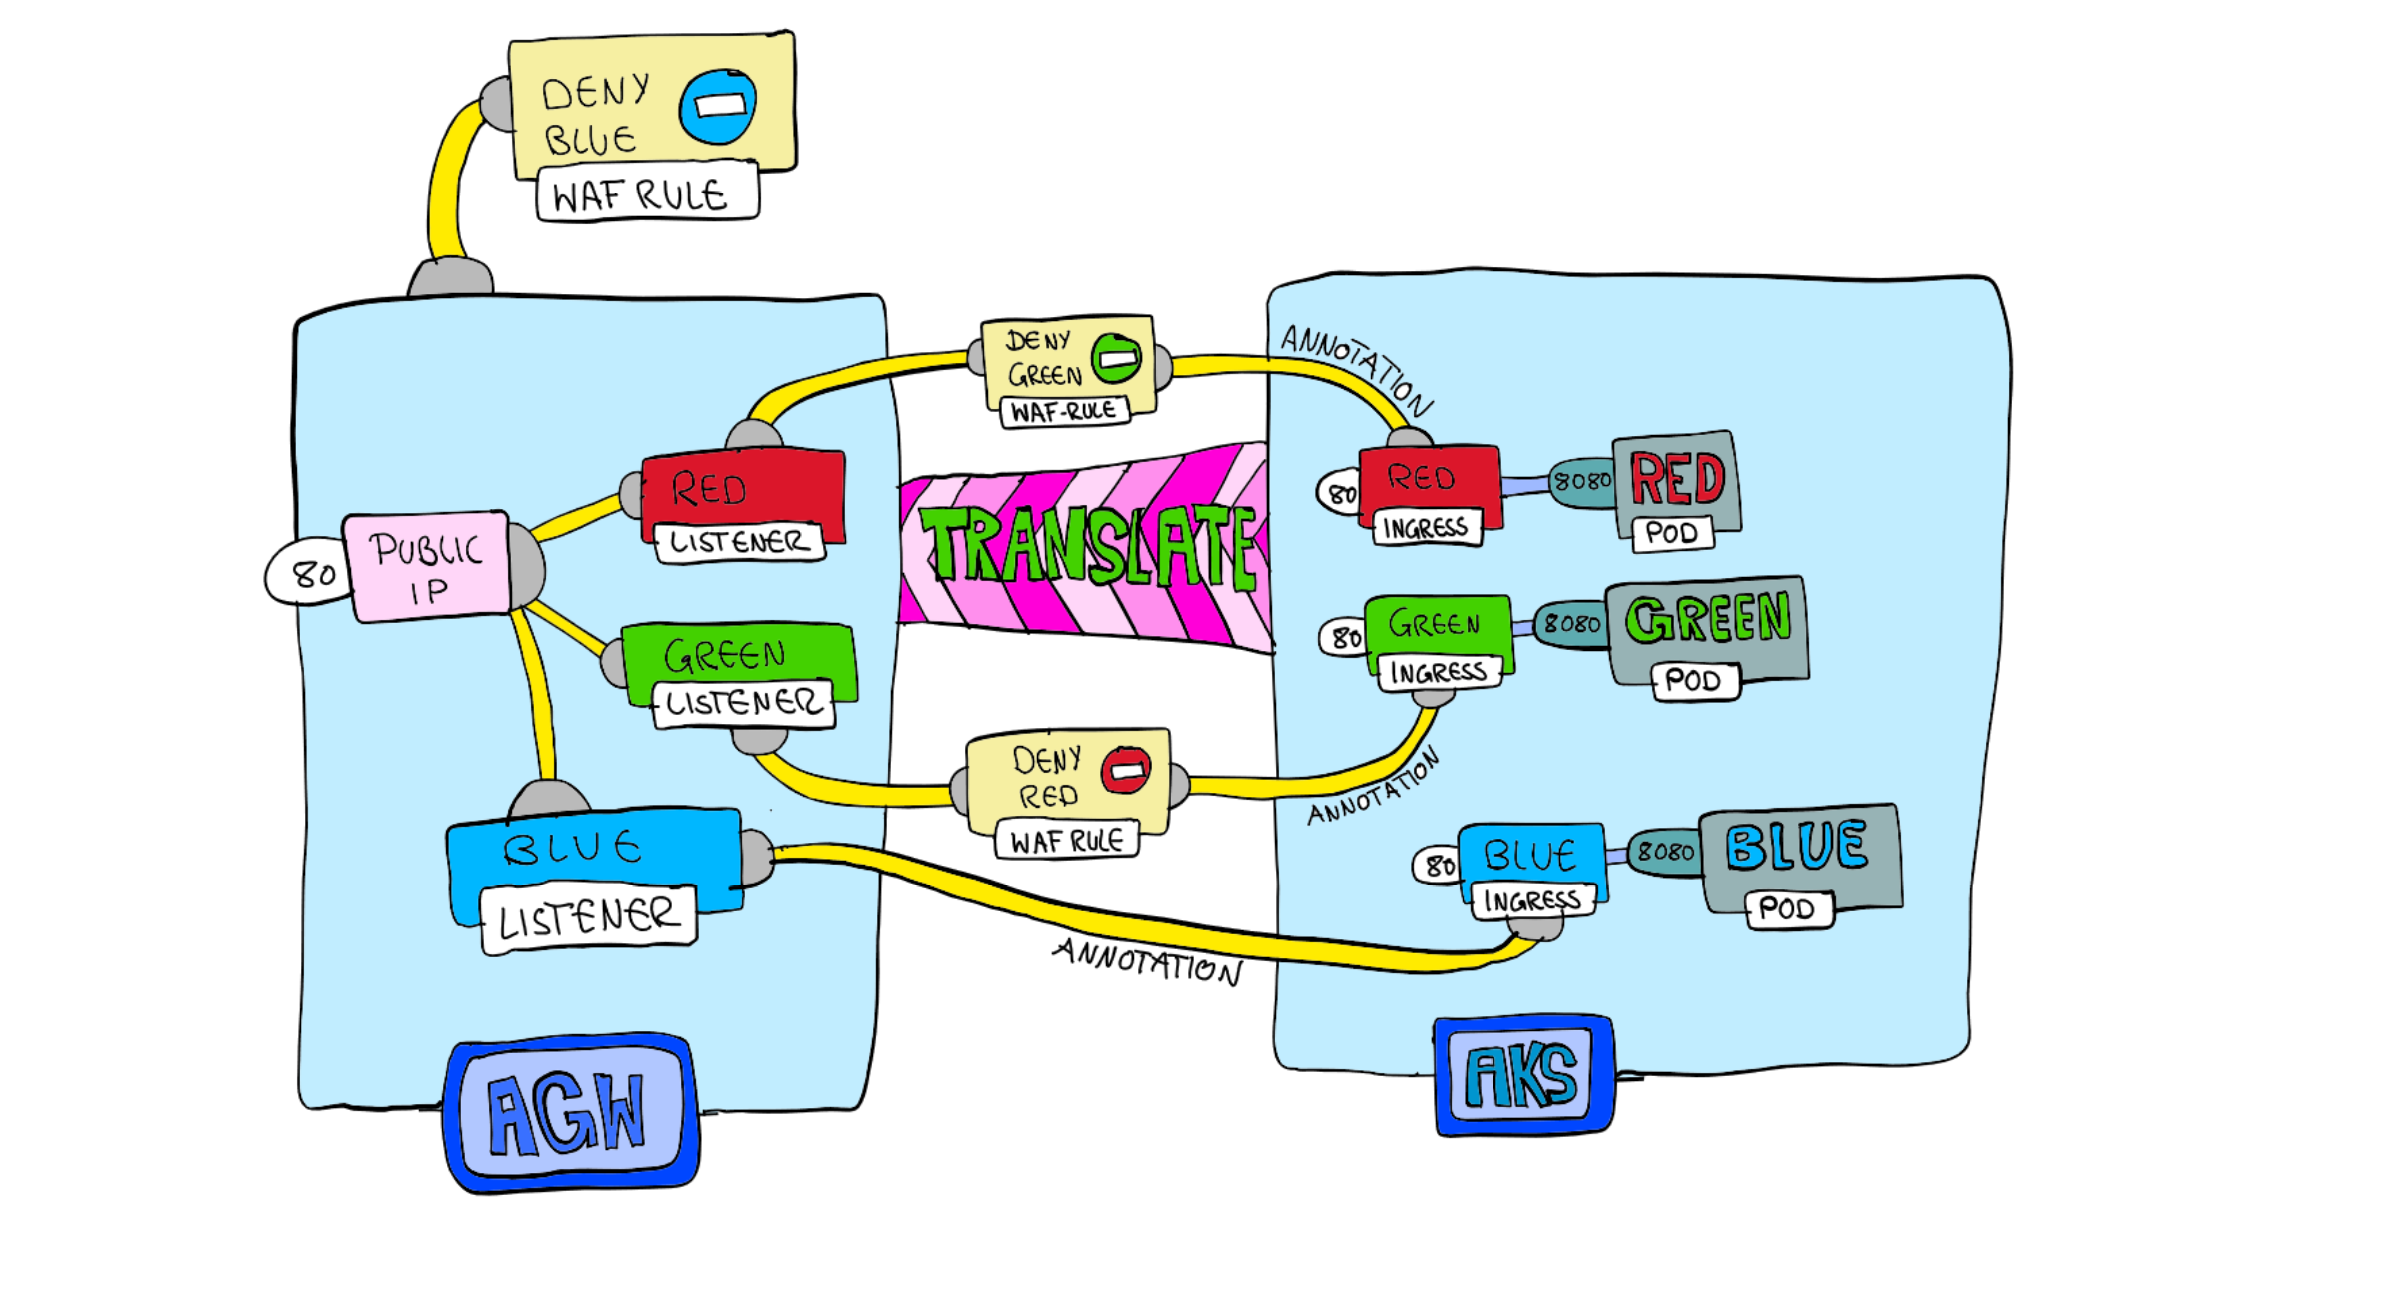 DENY
BLUE
WAF RULE
DENY
GREEN
WAF-RULE
ANNOTATION
RED
LISTENER
TRANSLATE
80
RED
INGRESS
8080
RED
POD
80
PUBLIC
IP
GREEN
LISTENER
80
GREEN
INGRESS
8080
GREEN
POD
DENY
RED
WAF RULE
ANNOTATION
BLUE
LISTENER
80
BLUE
INGRESS
8080
BLUE
POD
ANNOTATION
AGW
AKS